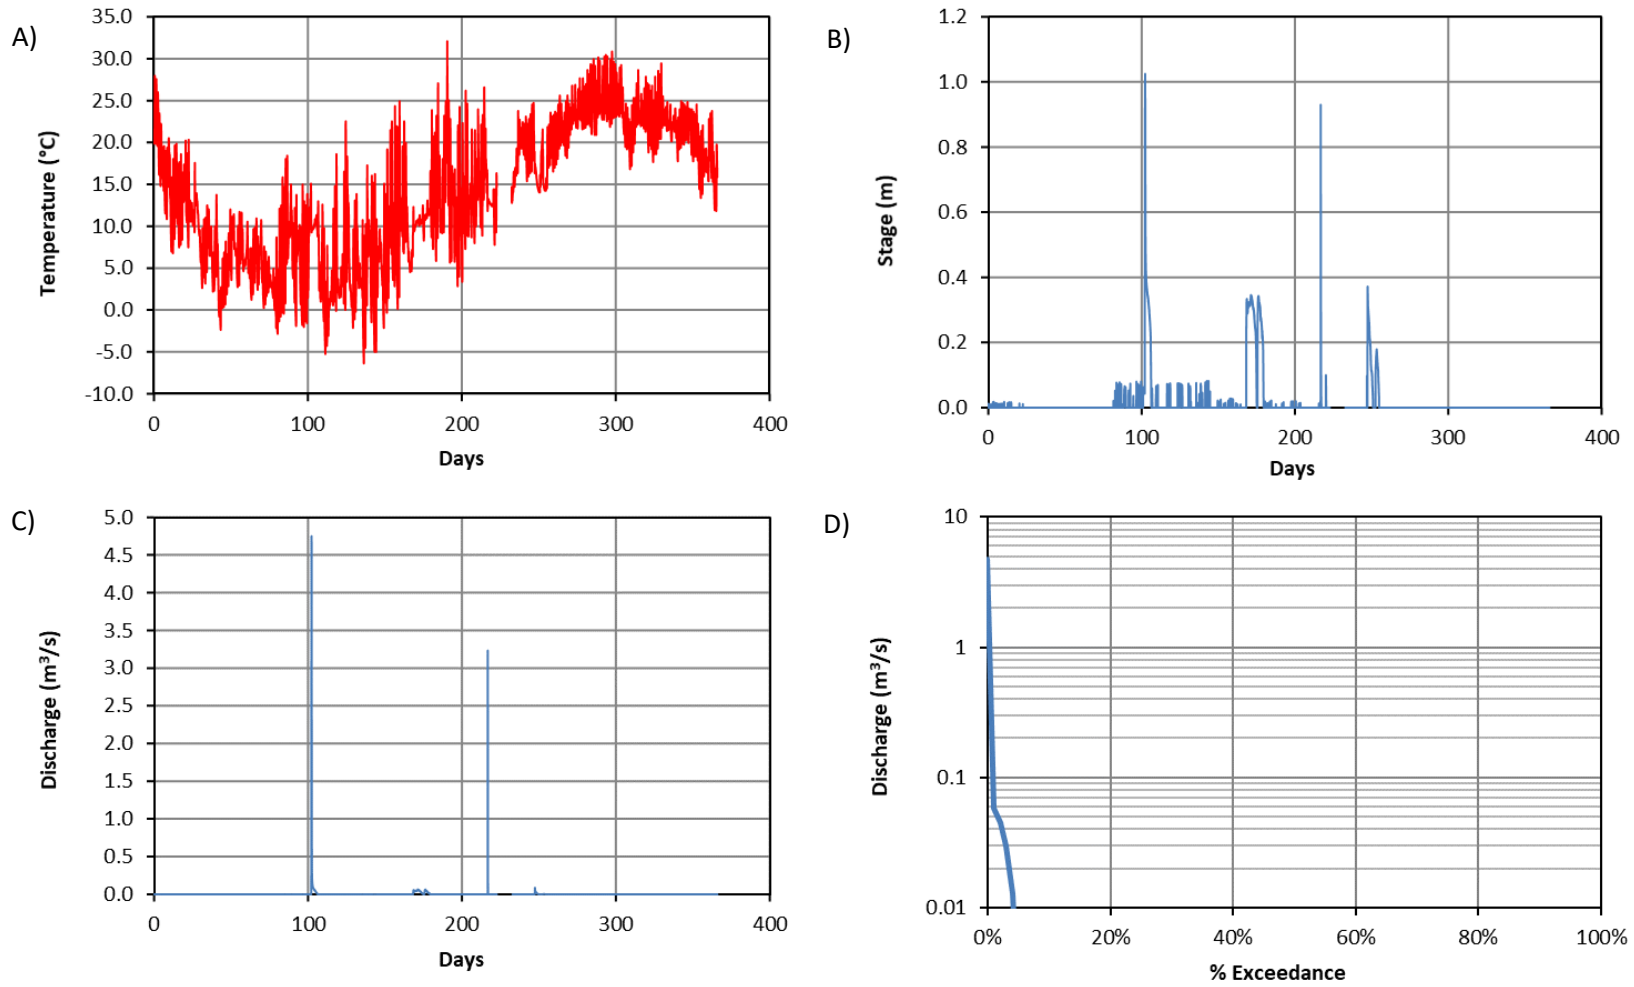 A)
35.0
30.0
25.0
20.0
15.0
10.0
5.0
0.0
-5.0
-10.0
Temperature (°C)
0 100 200 300 400
Days
B)
1.2
1.0
0.8
0.6
0.4
0.2
0.0
Stage (m)
0 100 200 300 400
Days
C)
5.0
4.5
4.0
3.5
3.0
2.5
2.0
1.5
1.0
0.5
0.0
Discharge (m³/s)
0 100 200 300 400
Days
D)
10
1
0.1
0.01
Discharge (m³/s)
0% 20% 40% 60% 80% 100%
% Exceedance